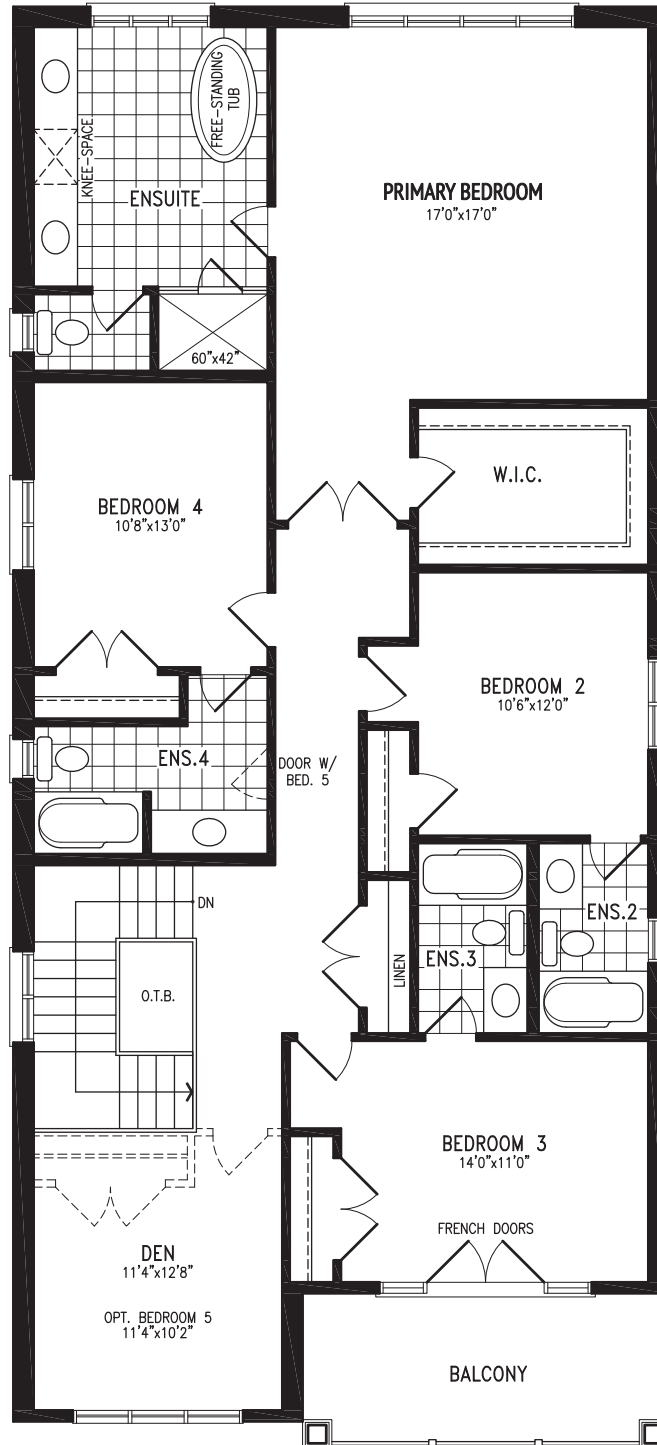 FREE-STANDING
TUB
KNEE-SPACE
ENSUITE
PRIMARY BEDROOM
17'0"x17'0"
60"x42"
W.I.C.
BEDROOM 4
10'8"x13'0"
BEDROOM 2
10'6"x12'0"
ENS.4
DOOR W/
BED. 5
DN
ENS.2
ENS.3
LINEN
O.T.B.
BEDROOM 3
14'0"x11'0"
FRENCH DOORS
DEN
11'4"x12'8"
OPT. BEDROOM 5
11'4"x10'2"
BALCONY